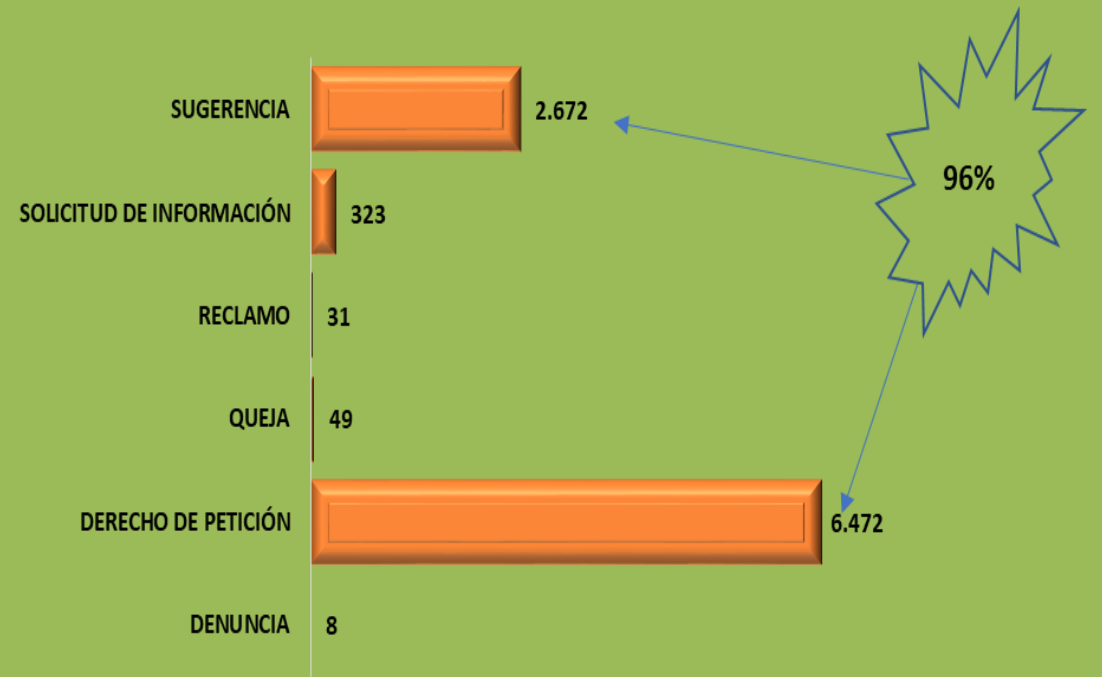 SUGERENCIA 2.672
96%
SOLICITUD DE INFORMACIÓN 323
RECLAMO 31
QUEJA 49
DERECHO DE PETICIÓN 6.472
DENUNCIA 8